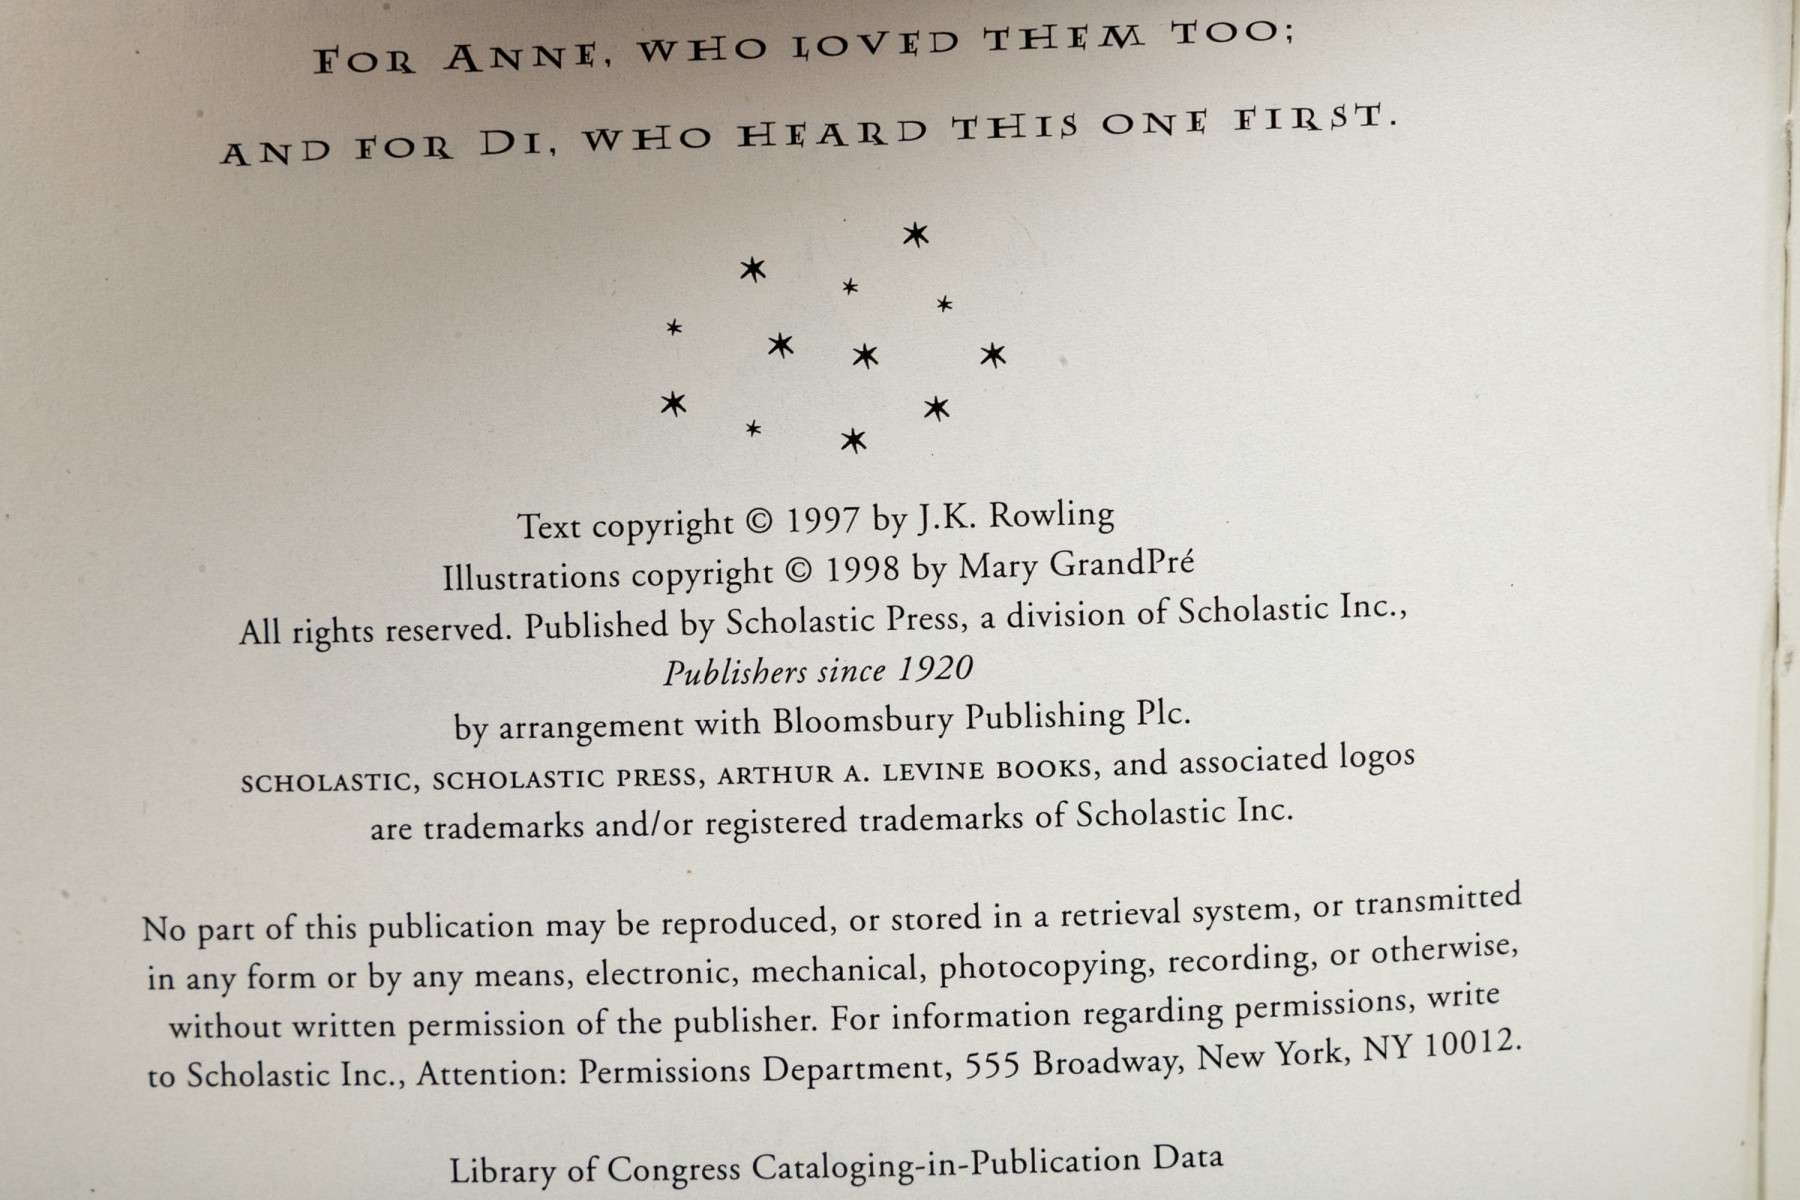 FOR ANNE, WHO LOVED THEM TOO;
AND FOR DI, WHO HEARD THIS ONE FIRST.
Text copyright © 1997 by J.K. Rowling
Illustrations copyright © 1998 by Mary GrandPré
All rights reserved. Published by Scholastic Press, a division of Scholastic Inc.,
Publishers since 1920
by arrangement with Bloomsbury Publishing Plc.
SCHOLASTIC, SCHOLASTIC PRESS, ARTHUR A. LEVINE BOOKS, and associated logos
are trademarks and/or registered trademarks of Scholastic Inc.
No part of this publication may be reproduced, or stored in a retrieval system, or transmitted
in any form or by any means, electronic, mechanical, photocopying, recording, or otherwise,
without written permission of the publisher. For information regarding permissions, write
to Scholastic Inc., Attention: Permissions Department, 555 Broadway, New York, NY 10012.
Library of Congress Cataloging-in-Publication Data